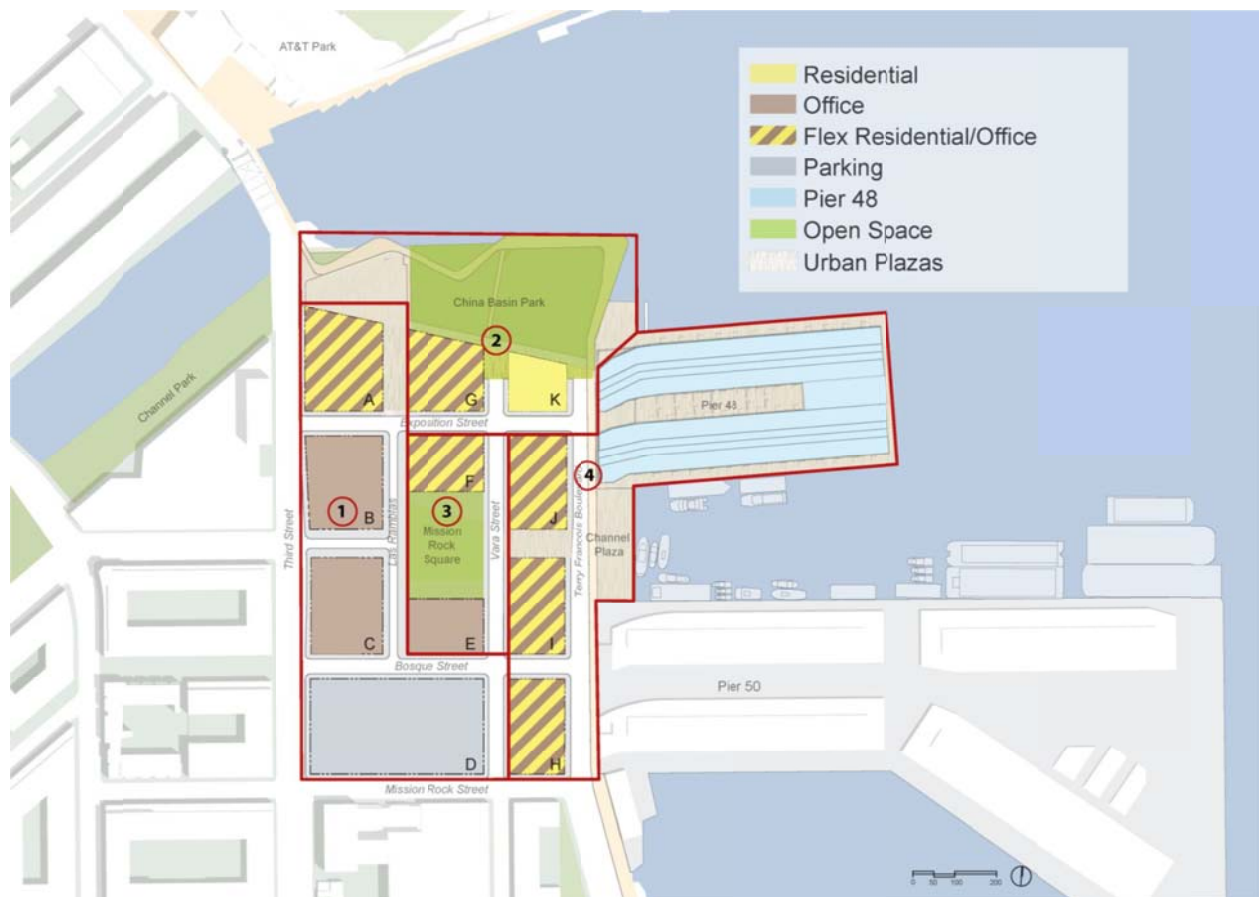 AT&T Park
Residential
Office
Flex Residential/Office
Parking
Pier 48
Open Space
Urban Plazas
China Basin Park
2
Channel Park
A
G
K
Pier 48
Exposition Street
F
4
1
B
3
J
Mission
Rock
Square
Las Ramblas
Vara Street
Terry Francois Boulevard
Channel
Plaza
Third Street
C
E
I
Bosque Street
Pier 50
D
H
Mission Rock Street
0 50 100 200